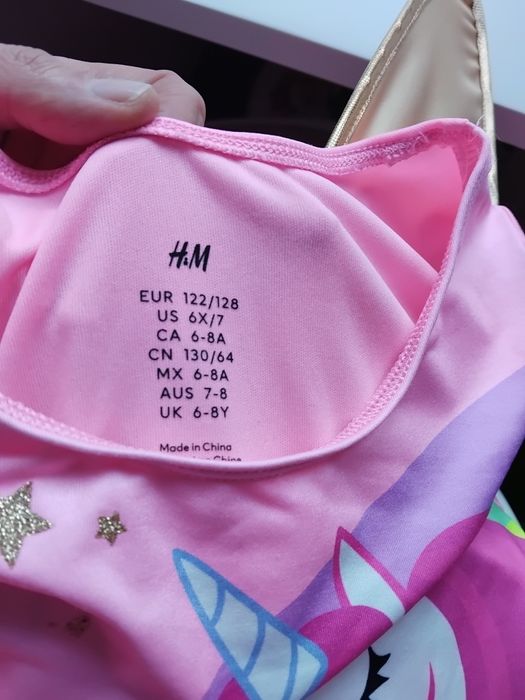 H&M
EUR 122/128
US 6X/7
CA 6-8A
CN 130/64
MX 6-8A
AUS 7-8
UK 6-8Y
Made in China
China